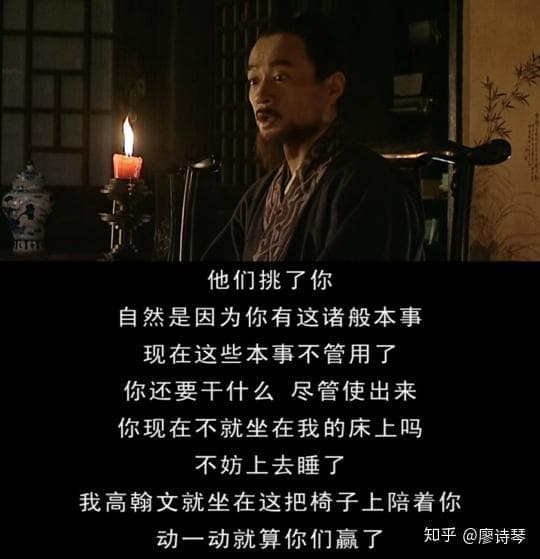 他们挑了你
自然是因为你有这诸般本事
现在这些本事不管用了
你还要干什么 尽管使出来
你现在不就坐在我的床上吗
不妨上去睡了
我高翰文就坐在这把椅子上陪着你
动一动就算你们赢了
知乎 @廖诗琴